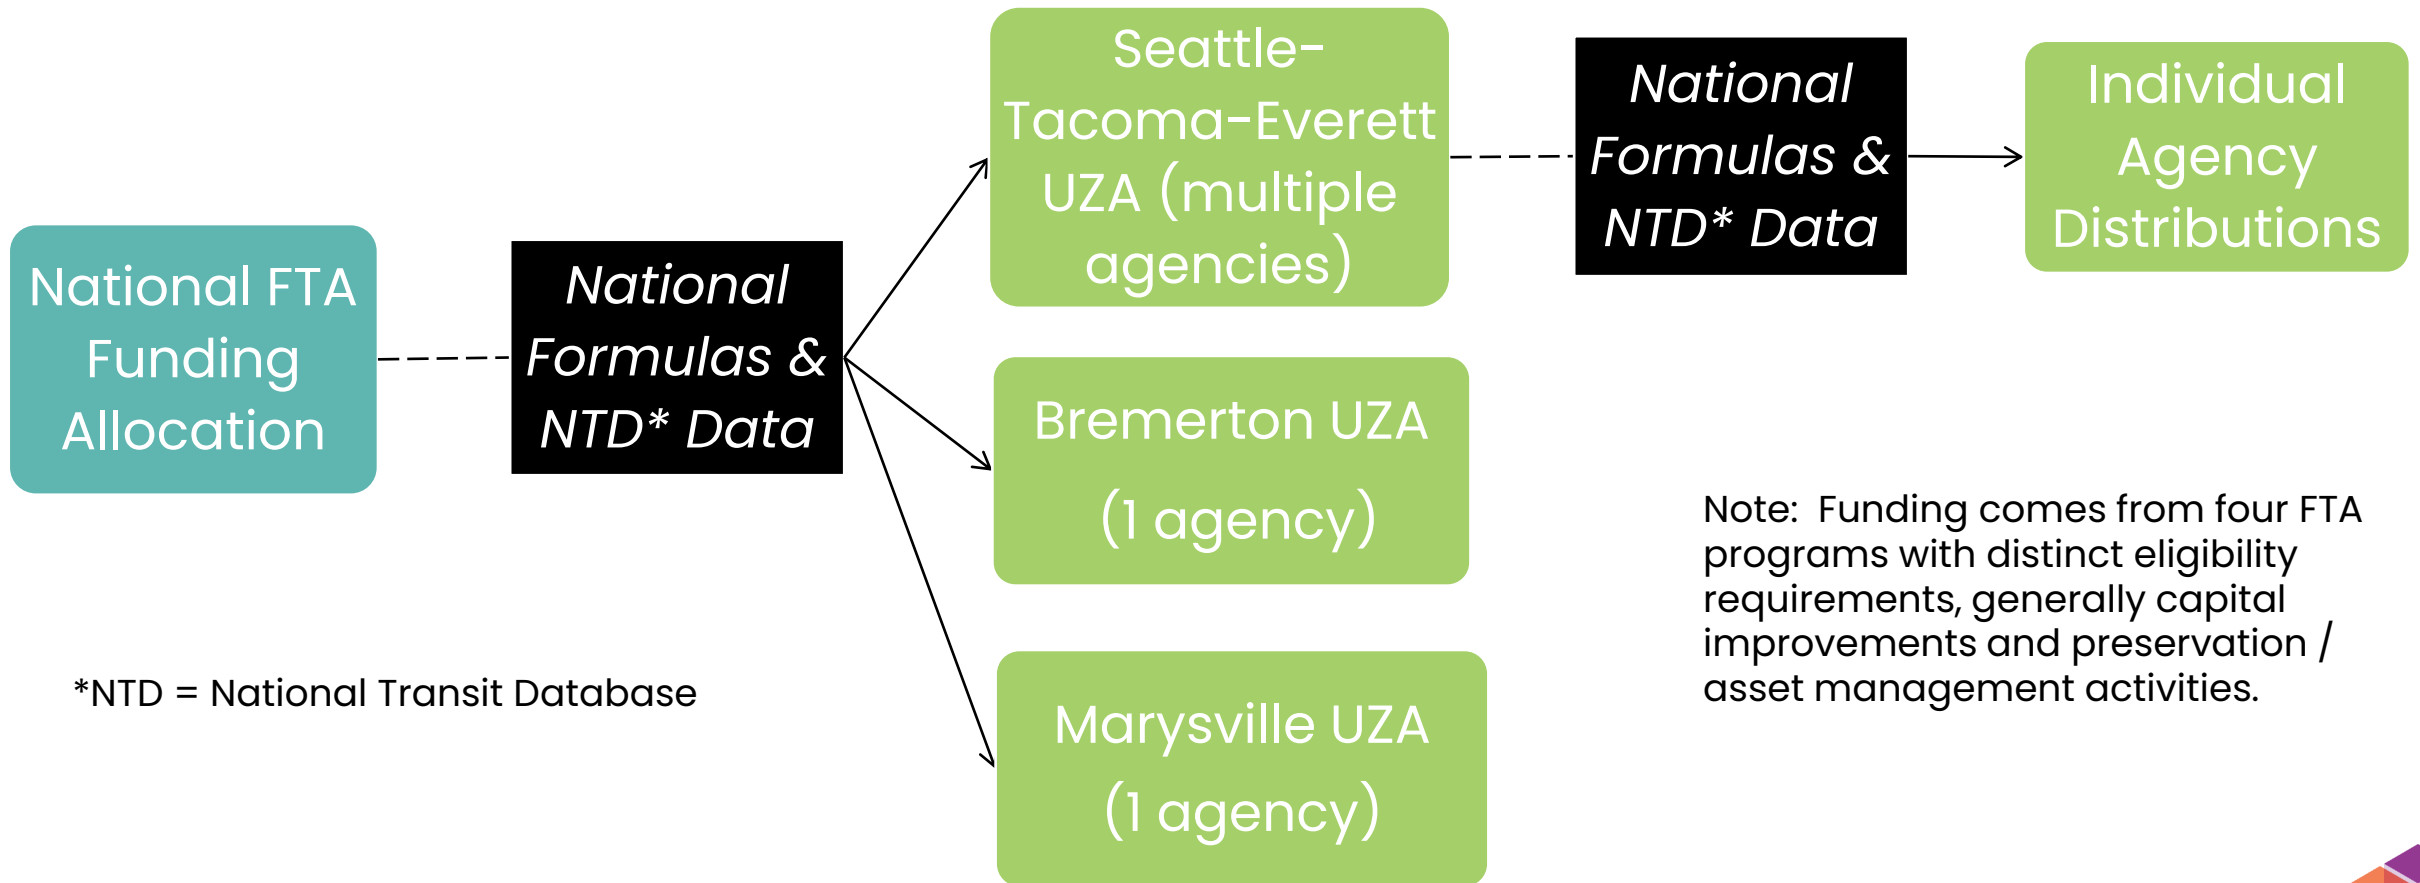 National FTA
Funding
Allocation
National
Formulas &
NTD* Data
Seattle-
Tacoma-Everett
UZA (multiple
agencies)
National
Formulas &
NTD* Data
Individual
Agency
Distributions
Bremerton UZA
(1 agency)
Marysville UZA
(1 agency)
*NTD = National Transit Database
Note:  Funding comes from four FTA
programs with distinct eligibility
requirements, generally capital
improvements and preservation /
asset management activities.